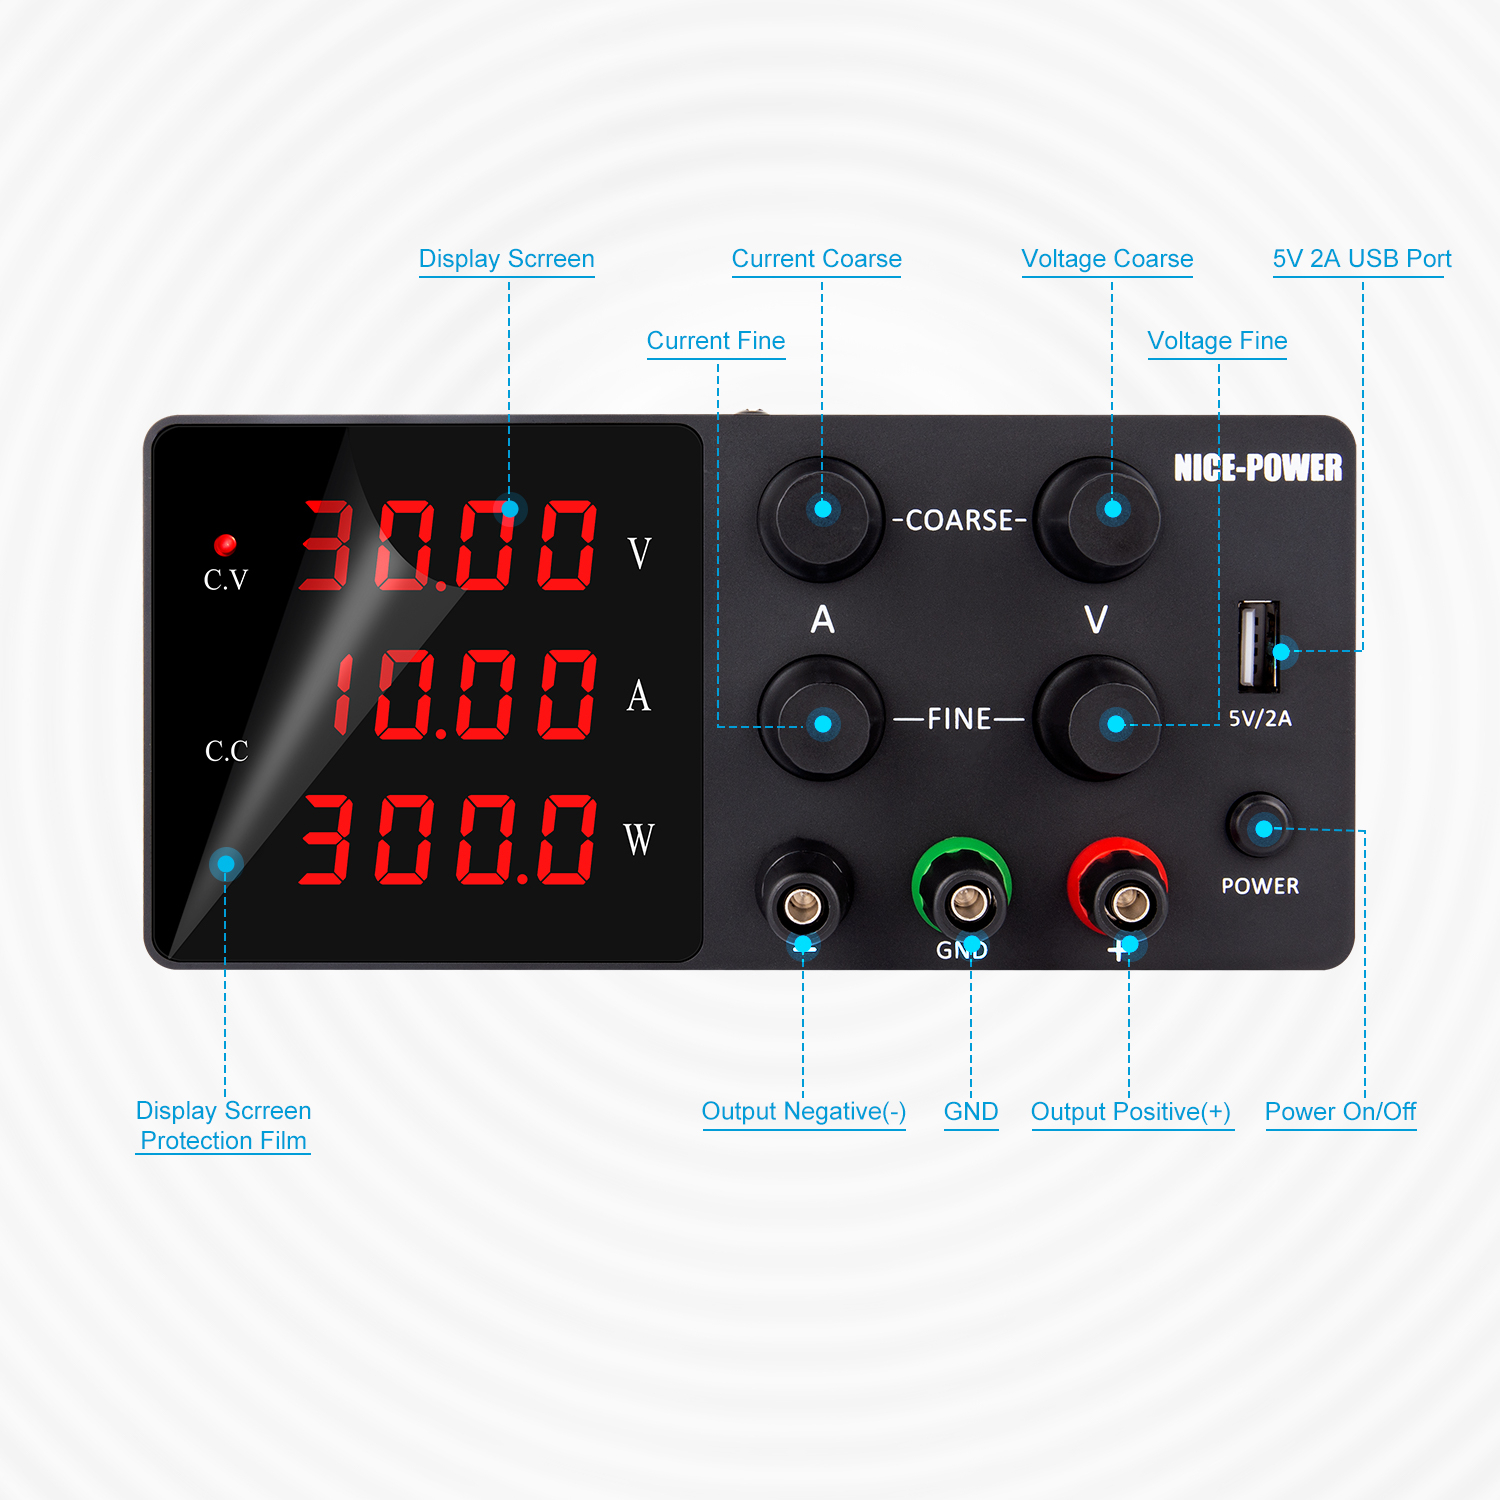 Display Scrreen
Current Coarse
Voltage Coarse
5V 2A USB Port
Current Fine
Voltage Fine
NICE-POWER
30.00 V
C.V
-COARSE-
A
V
10.00 A
C.C
—FINE—
5V/2A
300.0 W
POWER
-
GND
+
Display Scrreen
Protection Film
Output Negative(-)
GND
Output Positive(+)
Power On/Off